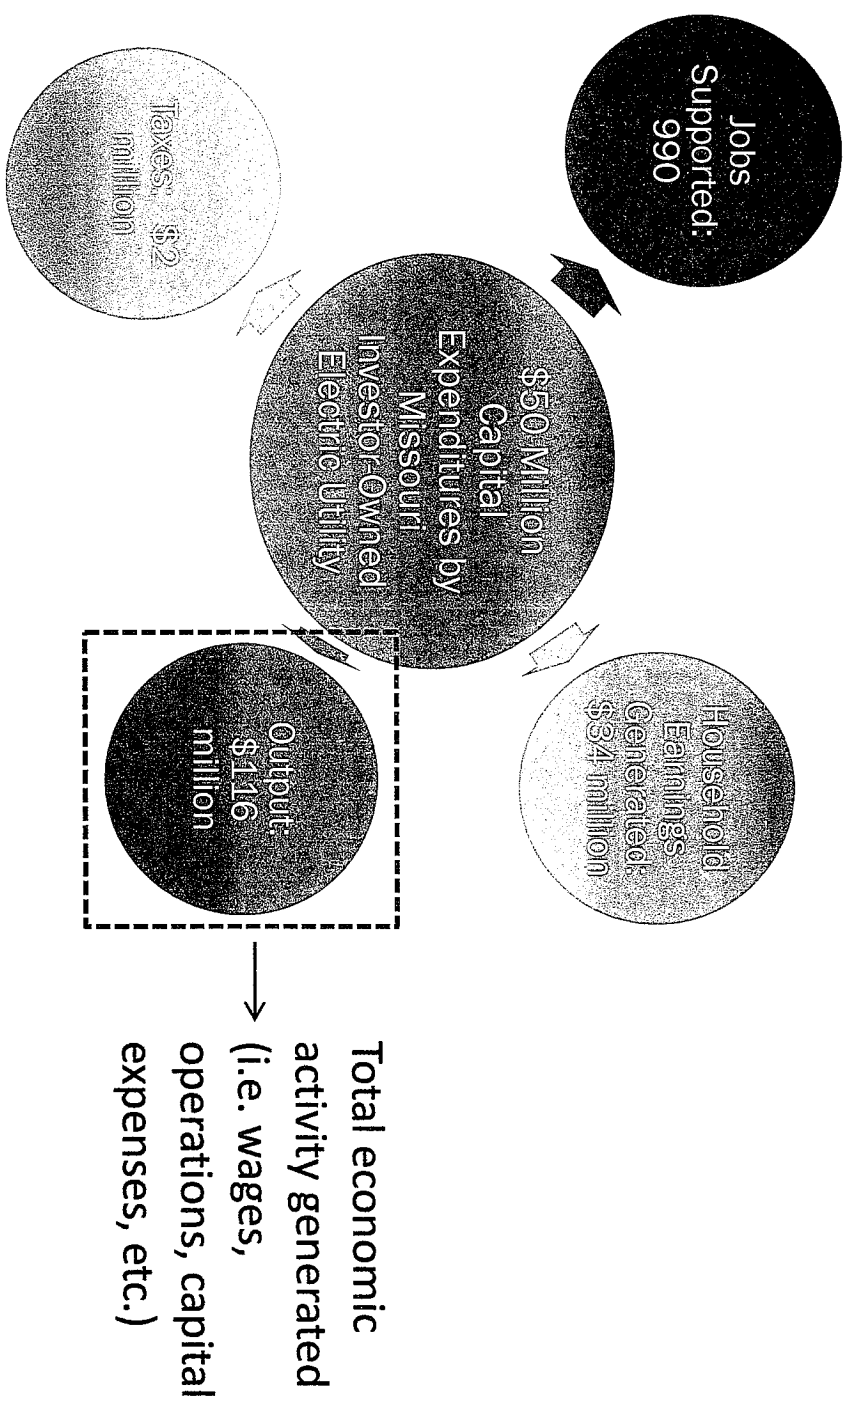 Jobs
Supported:
990
Household
Earnings
Generated:
$34 million
$50 Million
Capital
Expenditures by
Missouri
Investor-Owned
Electric Utility
Taxes: $2
million
Output:
$116
million
Total economic
activity generated
(i.e. wages,
operations, capital
expenses, etc.)